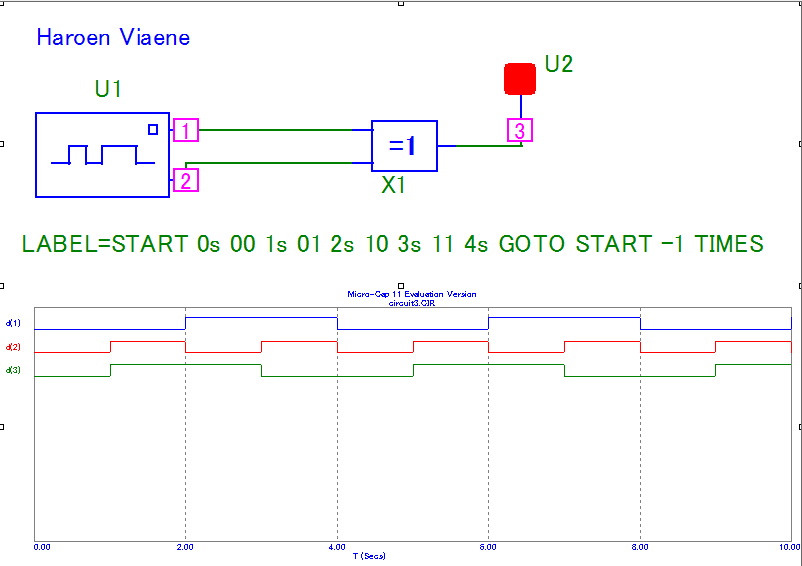 Haroen Viaene
U1
U2
1
=1
3
2
X1
LABEL=START 0s 00 1s 01 2s 10 3s 11 4s GOTO START -1 TIMES
Micro-Cap 11 Evaluation Version
circuit3.CIR
d(1)
d(2)
d(3)
0.00 2.00 4.00 6.00 8.00 10.00
T (Secs)